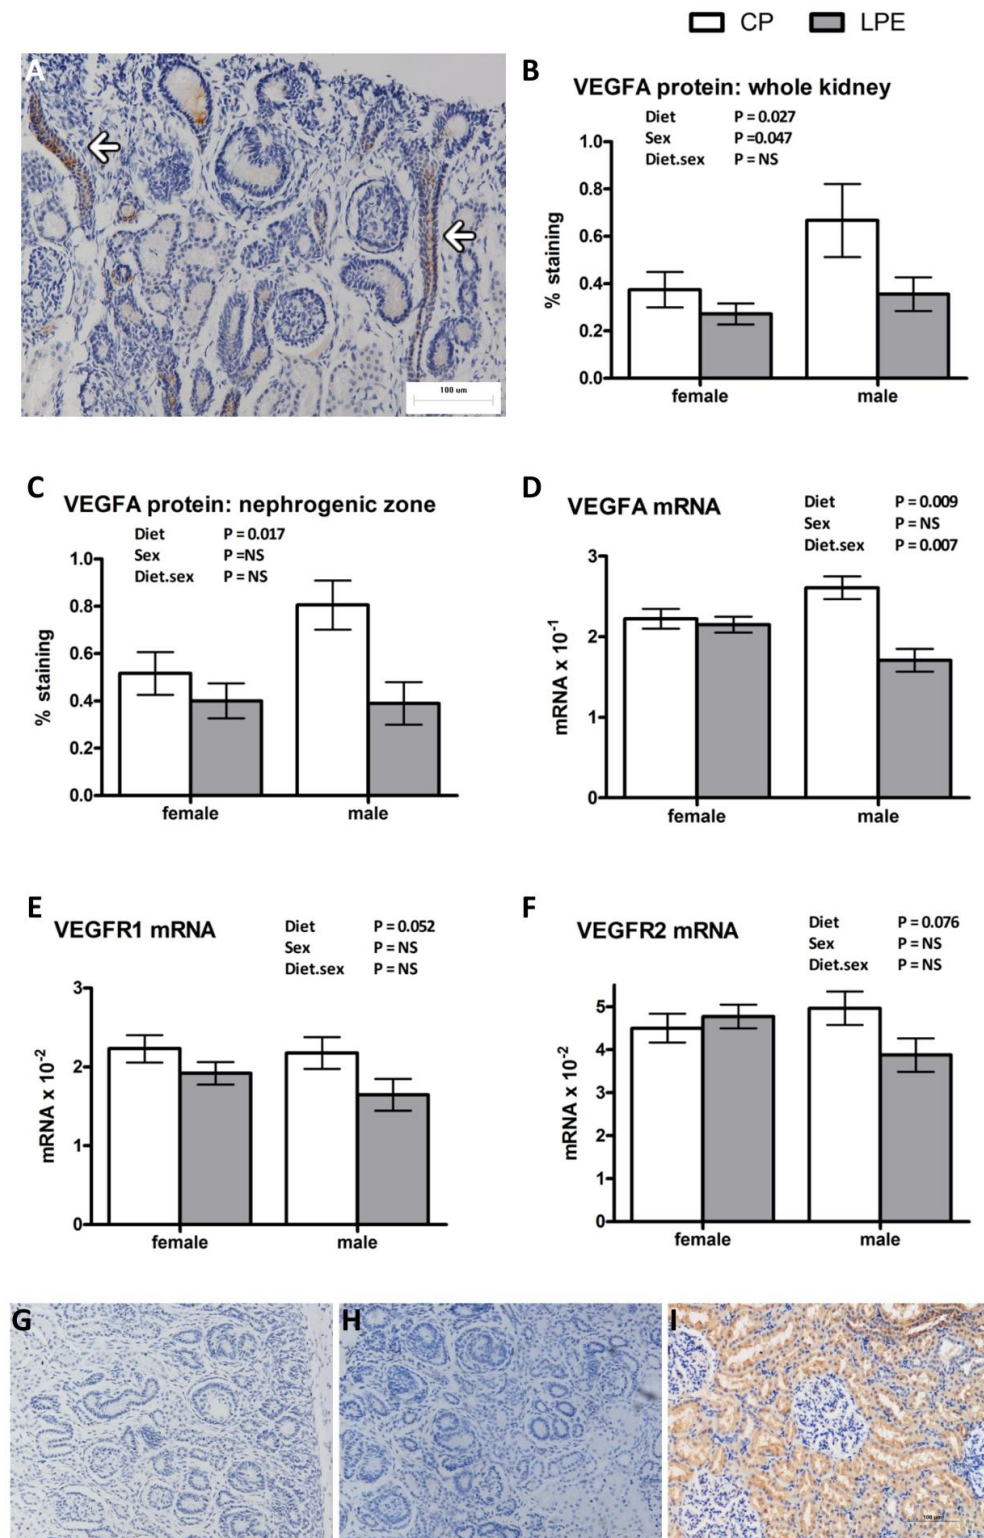 CP LPE
A
100 um
B
VEGFA protein: whole kidney
Diet P = 0.027
Sex P =0.047
Diet.sex P = NS
1.0
0.8
0.6
0.4
0.2
0.0
% staining
female male
C
VEGFA protein: nephrogenic zone
Diet P = 0.017
Sex P =NS
Diet.sex P = NS
1.0
0.8
0.6
0.4
0.2
0.0
% staining
female male
D
VEGFA mRNA
Diet P = 0.009
Sex P = NS
Diet.sex P = 0.007
3
2
1
0
mRNA x 10⁻¹
female male
E
VEGFR1 mRNA
Diet P = 0.052
Sex P = NS
Diet.sex P = NS
3
2
1
0
mRNA x 10⁻²
female male
F
VEGFR2 mRNA
Diet P = 0.076
Sex P = NS
Diet.sex P = NS
5
4
3
2
1
0
mRNA x 10⁻²
female male
G
H
I
100 um